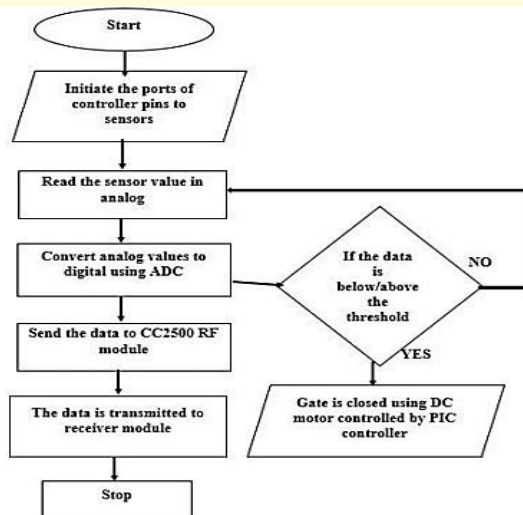 Start
Initiate the ports of
controller pins to
sensors
Read the sensor value in
analog
Convert analog values to
digital using ADC
If the data
is
below/above
the
threshold
NO
YES
Send the data to CC2500 RF
module
Gate is closed using DC
motor controlled by PIC
controller
The data is transmitted to
receiver module
Stop